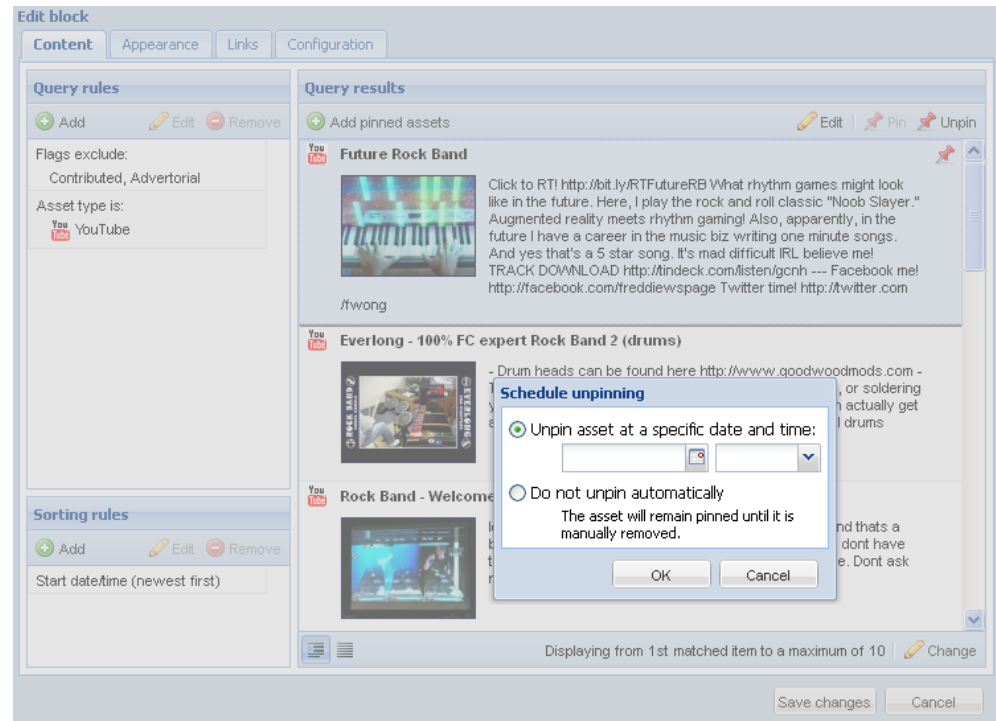 Edit block
Content Appearance Links Configuration
Query rules
Add Edit Remove
Flags exclude:
Contributed, Advertorial
Asset type is:
You Tube YouTube
Sorting rules
Add Edit Remove
Start date/time (newest first)
Query results
Add pinned assets Edit Pin Unpin
You Tube Future Rock Band
Click to RT! http://bit.ly/RTFutureRB What rhythm games might look
like in the future. Here, I play the rock and roll classic "Noob Slayer."
Augmented reality meets rhythm gaming! Also, apparently, in the
future I have a career in the music biz writing one minute songs.
And yes that's a 5 star song. It's mad difficult IRL believe me!
TRACK DOWNLOAD http://tindeck.com/listen/gcnh --- Facebook me!
http://facebook.com/freddiewspage Twitter time! http://twitter.com
/fwong
You Tube Everlong - 100% FC expert Rock Band 2 (drums)
- Drum heads can be found here http://www.goodwoodmods.com -
, or soldering
actually get
drums
You Tube Rock Band - Welcome
nd thats a
dont have
e. Dont ask
Schedule unpinning
Unpin asset at a specific date and time:
Do not unpin automatically
The asset will remain pinned until it is
manually removed.
OK Cancel
Displaying from 1st matched item to a maximum of 10 Change
Save changes Cancel